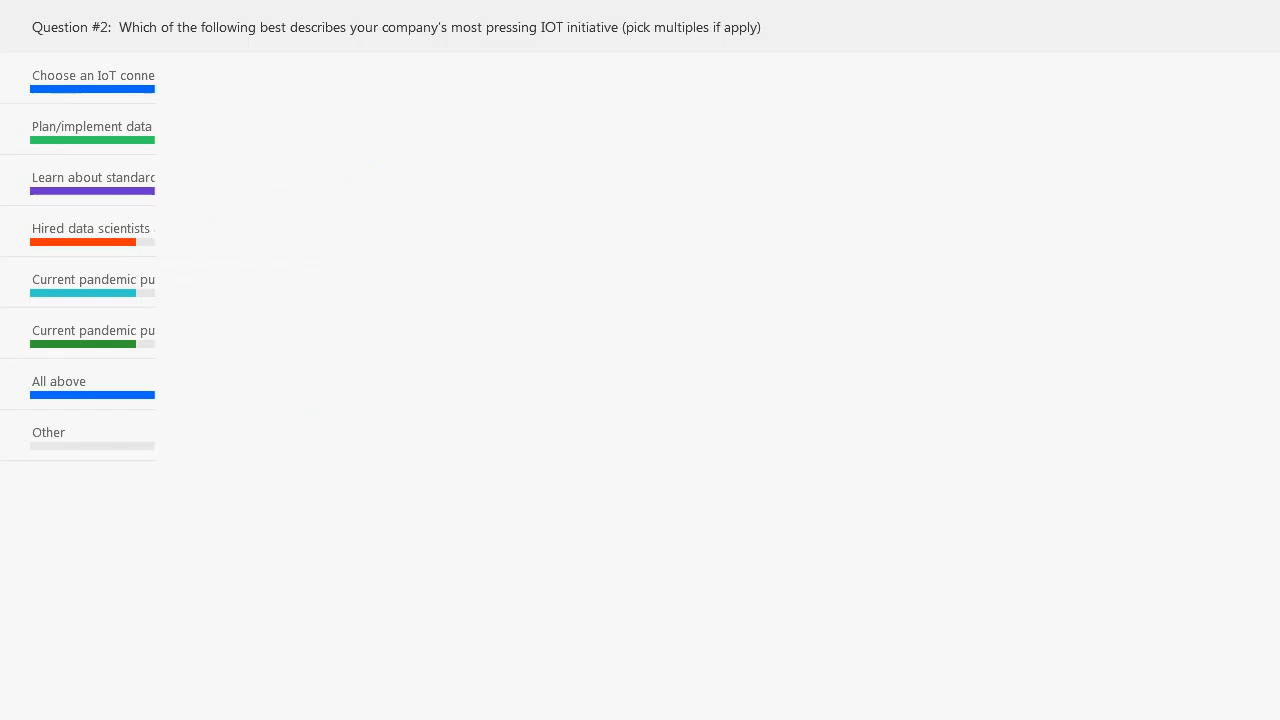 Question #2:  Which of the following best describes your company's most pressing IOT initiative (pick multiples if apply)
Choose an IoT conne
Plan/implement data
Learn about standard
Hired data scientists
Current pandemic pu
Current pandemic pu
All above
Other